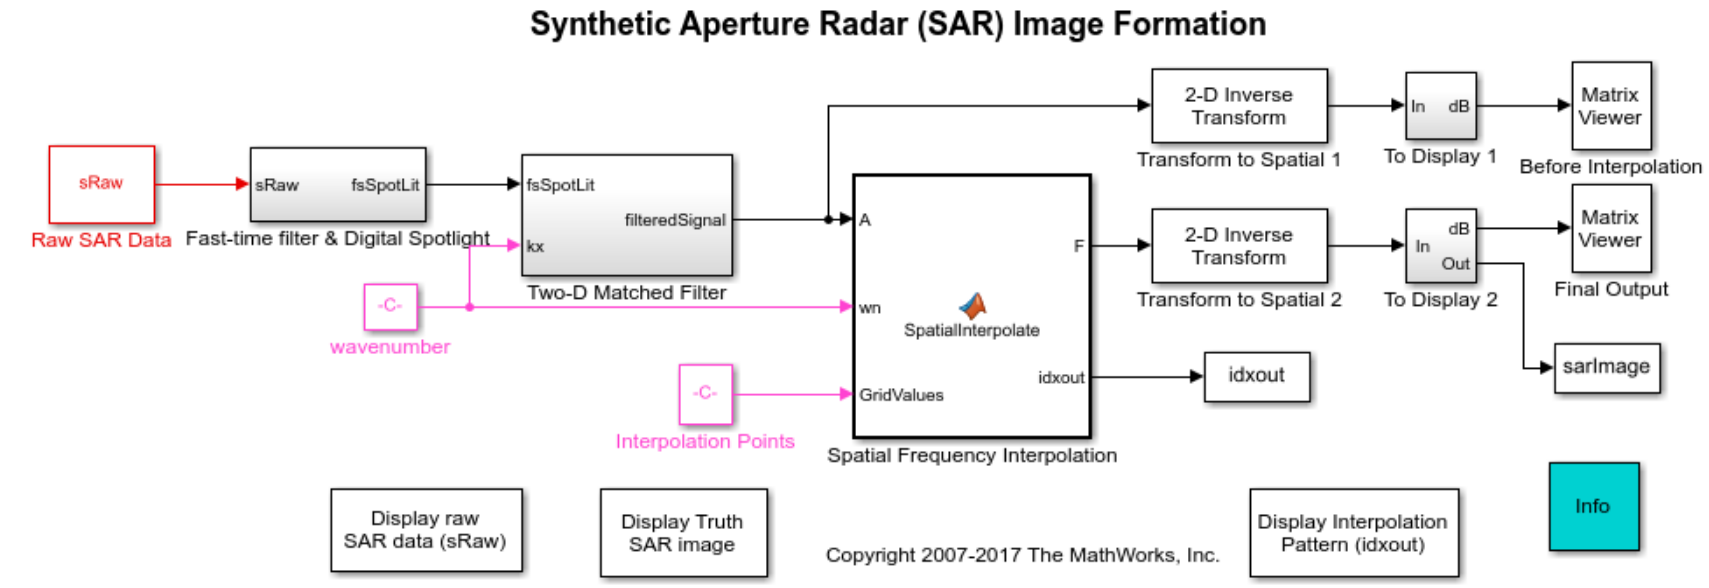 Synthetic Aperture Radar (SAR) Image Formation
sRaw
Raw SAR Data
sRaw
fsSpotLit
Fast-time filter & Digital Spotlight
fsSpotLit
kx
filteredSignal
Two-D Matched Filter
-C-
wavenumber
-C-
Interpolation Points
A
wn
GridValues
SpatialInterpolate
F
idxout
Spatial Frequency Interpolation
2-D Inverse
Transform
Transform to Spatial 1
In
dB
To Display 1
Matrix
Viewer
Before Interpolation
2-D Inverse
Transform
Transform to Spatial 2
In
dB
Out
To Display 2
Matrix
Viewer
Final Output
idxout
sarImage
Display raw
SAR data (sRaw)
Display Truth
SAR image
Copyright 2007-2017 The MathWorks, Inc.
Display Interpolation
Pattern (idxout)
Info